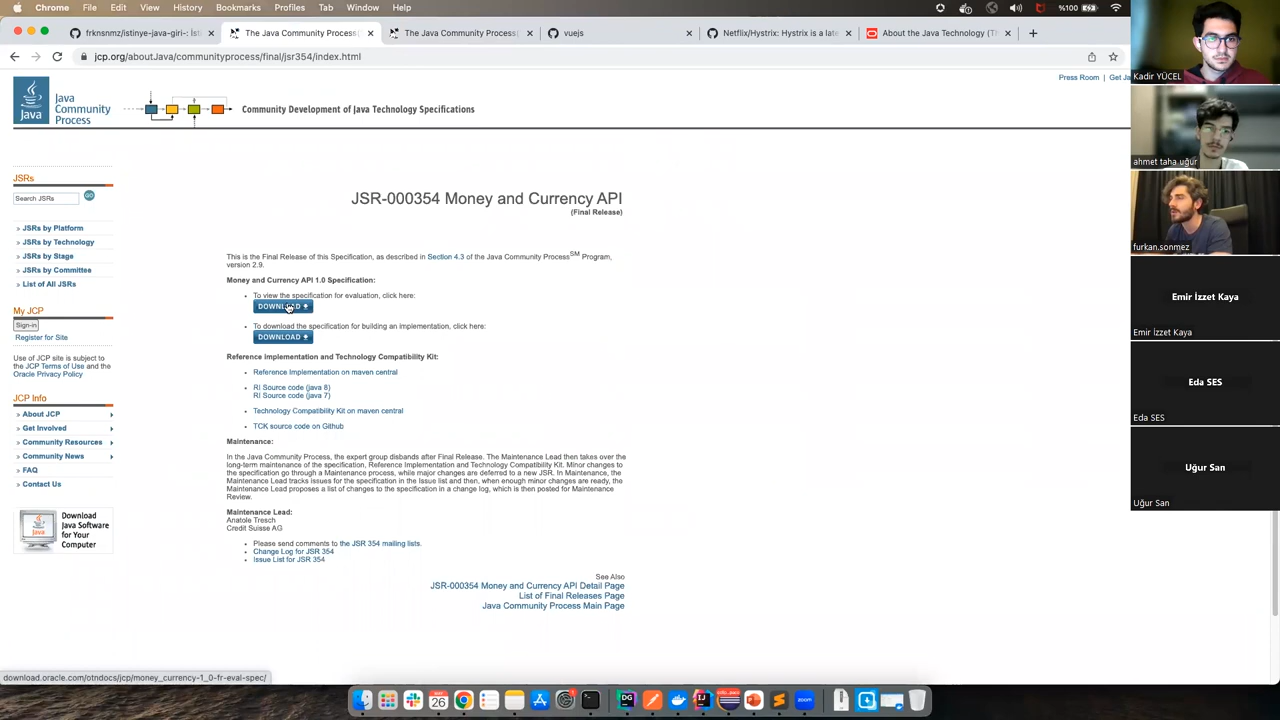 Chrome File Edit View History Bookmarks Profiles Tab Window Help
%100
frknsnmz/istinye-java-giri-: İsti
The Java Community Process(
The Java Community Process(
vuejs
Netflix/Hystrix: Hystrix is a late
About the Java Technology (Th
jcp.org/aboutJava/communityprocess/final/jsr354/index.html
Press Room | Get Ja
Java
Java
Community
Process
Community Development of Java Technology Specifications
JSRs
Search JSRs
GO
» JSRs by Platform
» JSRs by Technology
» JSRs by Stage
» JSRs by Committee
» List of All JSRs
My JCP
Sign-in
Register for Site
Use of JCP site is subject to
the JCP Terms of Use and the
Oracle Privacy Policy
JCP Info
» About JCP
» Get Involved
» Community Resources
» Community News
» FAQ
» Contact Us
Download
Java Software
for Your
Computer
JSR-000354 Money and Currency API
(Final Release)
This is the Final Release of this Specification, as described in Section 4.3 of the Java Community ProcessSM Program,
version 2.9.
Money and Currency API 1.0 Specification:
• To view the specification for evaluation, click here:
DOWNLOAD
• To download the specification for building an implementation, click here:
DOWNLOAD
Reference implementation and Technology Compatibility Kit:
• Reference Implementation on maven central
• RI Source code (java 8)
RI Source code (java 7)
• Technology Compatibility Kit on maven central
• TCK source code on Github
Maintenance:
In the Java Community Process, the expert group disbands after Final Release. The Maintenance Lead then takes over the
long-term maintenance of the specification, Reference Implementation and Technology Compatibility Kit. Minor changes to
the specification go through a Maintenance process, while major changes are deferred to a new JSR. In Maintenance, the
Maintenance Lead tracks issues for the specification in the Issue list and then, when enough minor changes are ready, the
Maintenance Lead proposes a list of changes to the specification in a change log, which is then posted for Maintenance
Review.
Maintenance Lead:
Anatole Tresch
Credit Suisse AG
• Please send comments to the JSR 354 mailing lists.
• Change Log for JSR 354
• Issue List for JSR 354
See Also
JSR-000354 Money and Currency API Detail Page
List of Final Releases Page
Java Community Process Main Page
download.oracle.com/otndocs/jcp/money_currency-1_0-fr-eval-spec/
Kadir YÜCEL
ahmet taha uğur
furkan.sonmez
Emir İzzet Kaya
Emir İzzet Kaya
Eda SES
Eda SES
Uğur San
Uğur San
26
DG
zoom